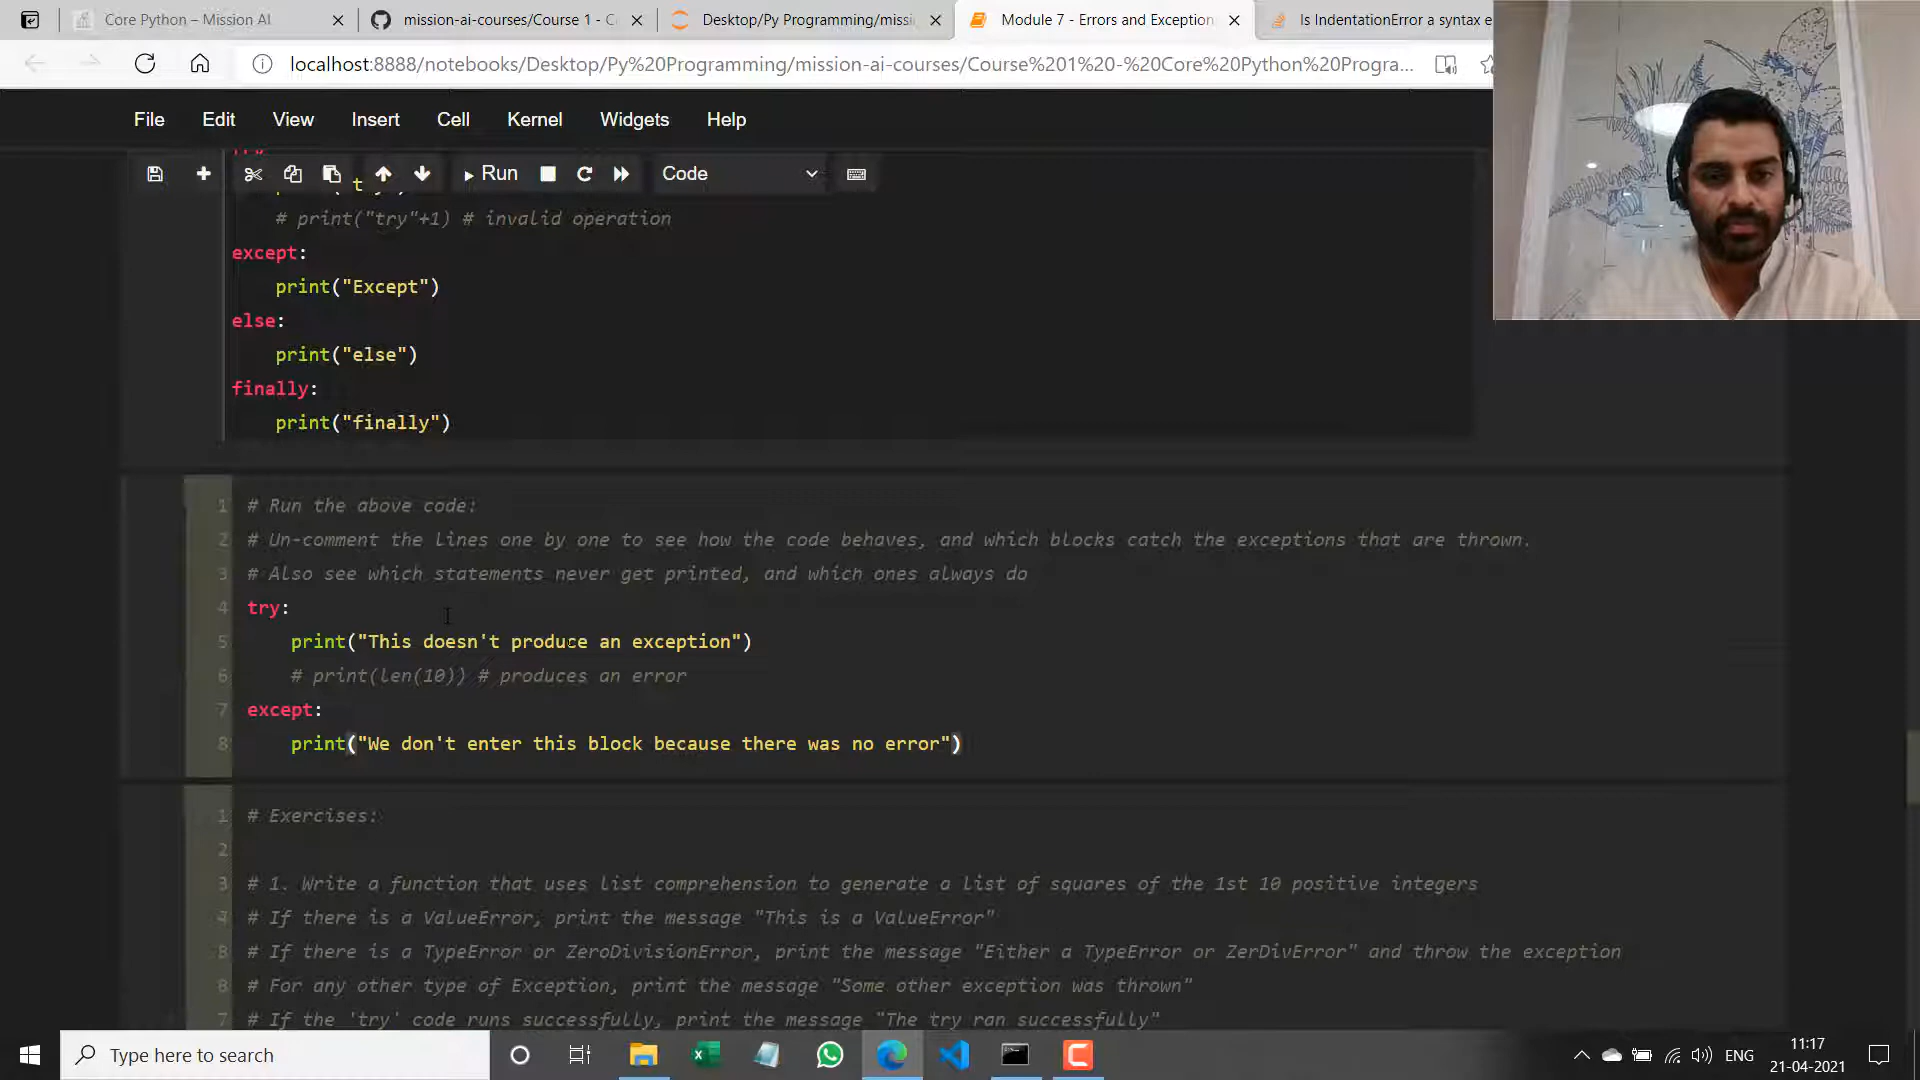 Core Python – Mission AI
mission-ai-courses/Course 1 - C
Desktop/Py Programming/missi
Module 7 - Errors and Exception
Is IndentationError a syntax e
localhost:8888/notebooks/Desktop/Py%20Programming/mission-ai-courses/Course%201%20-%20Core%20Python%20Progra...
File Edit View Insert Cell Kernel Widgets Help
Run Code
# print("try"+1) # invalid operation
except:
print("Except")
else:
print("else")
finally:
print("finally")
1 # Run the above code:
2 # Un-comment the lines one by one to see how the code behaves, and which blocks catch the exceptions that are thrown.
3 # Also see which statements never get printed, and which ones always do
4 try:
5 print("This doesn't produce an exception")
6 # print(len(10)) # produces an error
7 except:
8 print("We don't enter this block because there was no error")
1 # Exercises:
2
3 # 1. Write a function that uses list comprehension to generate a list of squares of the 1st 10 positive integers
4 # If there is a ValueError, print the message "This is a ValueError"
# If there is a TypeError or ZeroDivisionError, print the message "Either a TypeError or ZerDivError" and throw the exception
# For any other type of Exception, print the message "Some other exception was thrown"
7 # If the 'try' code runs successfully, print the message "The try ran successfully"
Type here to search
ENG
11:17
21-04-2021